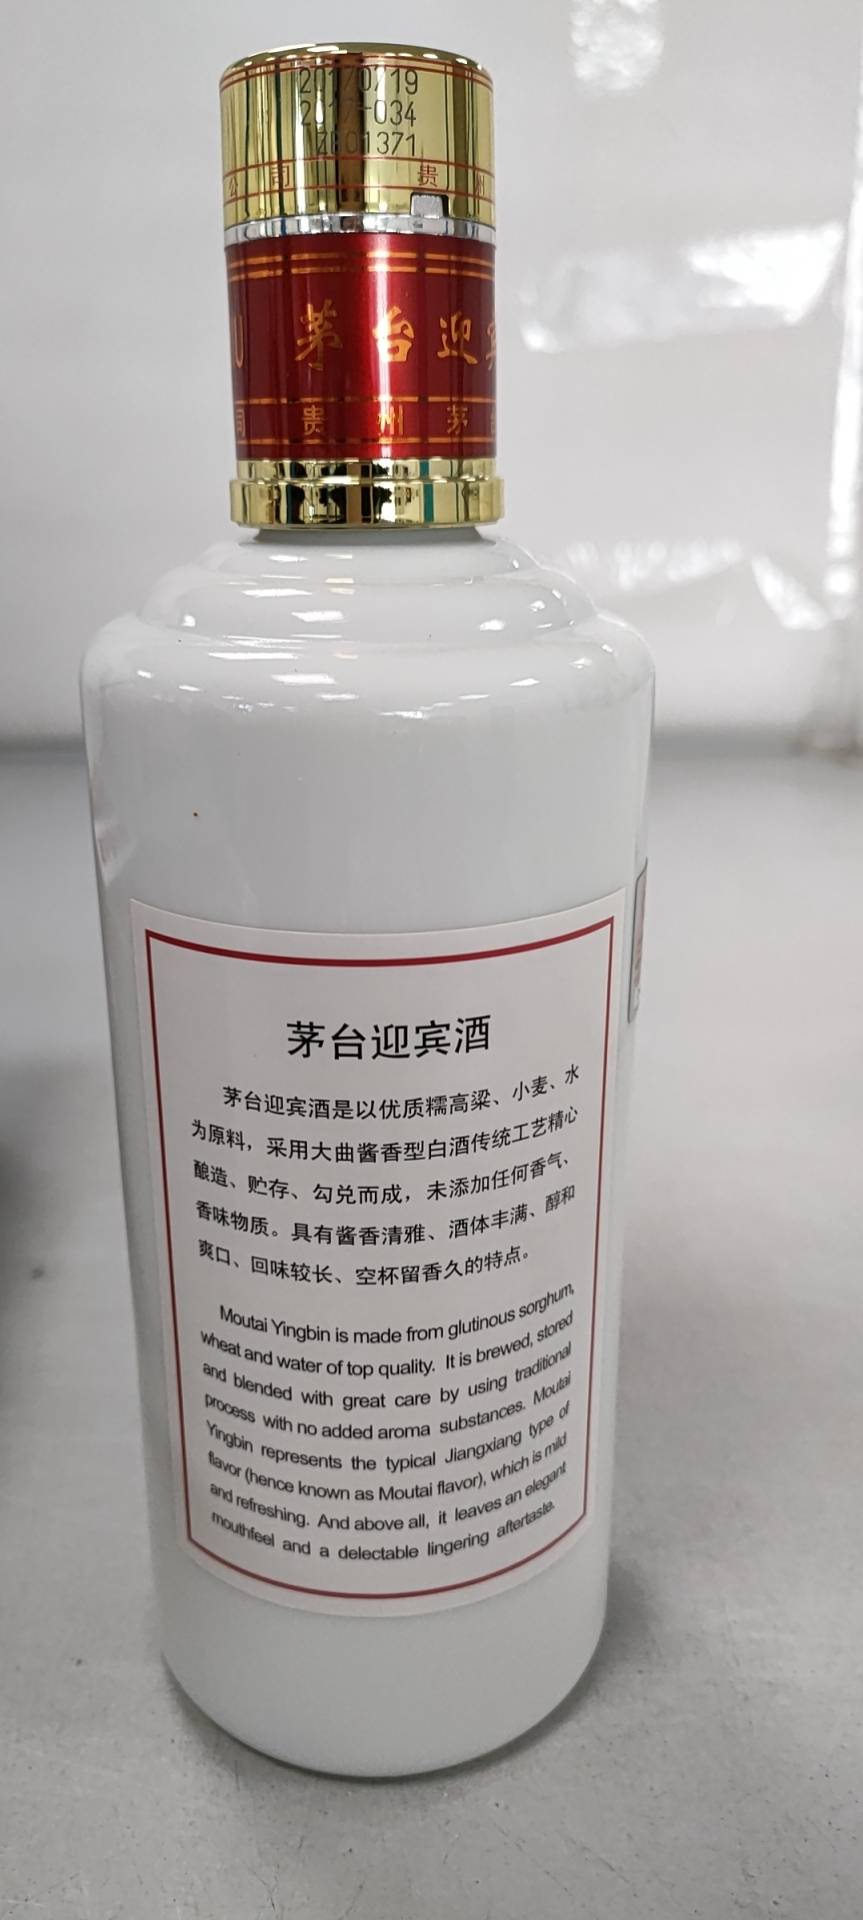 20170719
2017-034
ZB01371
公司 贵州
U 茅台迎宾
司 贵州茅台
茅台迎宾酒
茅台迎宾酒是以优质糯高粱、小麦、水
为原料，采用大曲酱香型白酒传统工艺精心
酿造、贮存、勾兑而成，未添加任何香气、
香味物质。具有酱香清雅、酒体丰满、醇和
爽口、回味较长、空杯留香久的特点。
Moutai Yingbin is made from glutinous sorghum,
wheat and water of top quality. It is brewed, stored
and blended with great care by using traditional
process with no added aroma substances. Moutai
Yingbin represents the typical Jiangxiang type of
flavor (hence known as Moutai flavor), which is mild
and refreshing. And above all, it leaves an elegant
mouthfeel and a delectable lingering aftertaste.